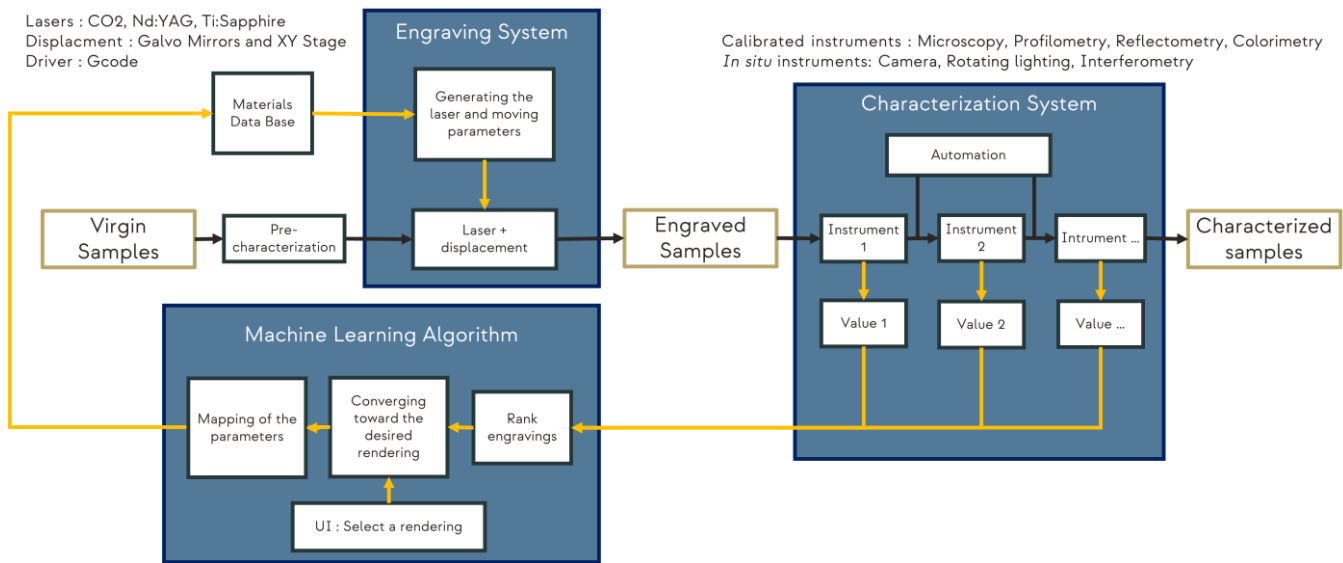 Lasers : CO2, Nd:YAG, Ti:Sapphire
Displacment : Galvo Mirrors and XY Stage
Driver : Gcode
Engraving System
Calibrated instruments : Microscopy, Profilometry, Reflectometry, Colorimetry
In situ instruments: Camera, Rotating lighting, Interferometry
Materials
Data Base
Generating the
laser and moving
parameters
Characterization System
Automation
Virgin
Samples
Pre-
characterization
Laser +
displacement
Engraved
Samples
Instrument
1
Instrument
2
Intrument ...
Characterized
samples
Value 1
Value 2
Value ...
Machine Learning Algorithm
Mapping of the
parameters
Converging
toward the
desired
rendering
Rank
engravings
UI : Select a rendering